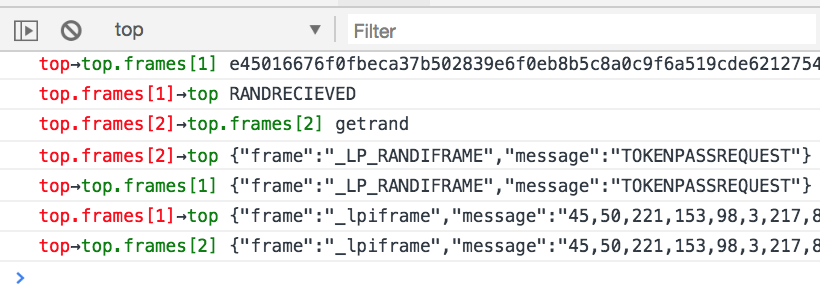 top Filter
top→top.frames[1] e45016676f0fbeca37b502839e6f0eb8b5c8a0c9f6a519cde6212754
top.frames[1]→top RANDRECIEVED
top.frames[2]→top.frames[2] getrand
top.frames[2]→top {"frame":"_LP_RANDIFRAME","message":"TOKENPASSREQUEST"}
top→top.frames[1] {"frame":"_LP_RANDIFRAME","message":"TOKENPASSREQUEST"}
top.frames[1]→top {"frame":"_lpiframe","message":"45,50,221,153,98,3,217,8
top→top.frames[2] {"frame":"_lpiframe","message":"45,50,221,153,98,3,217,8
>